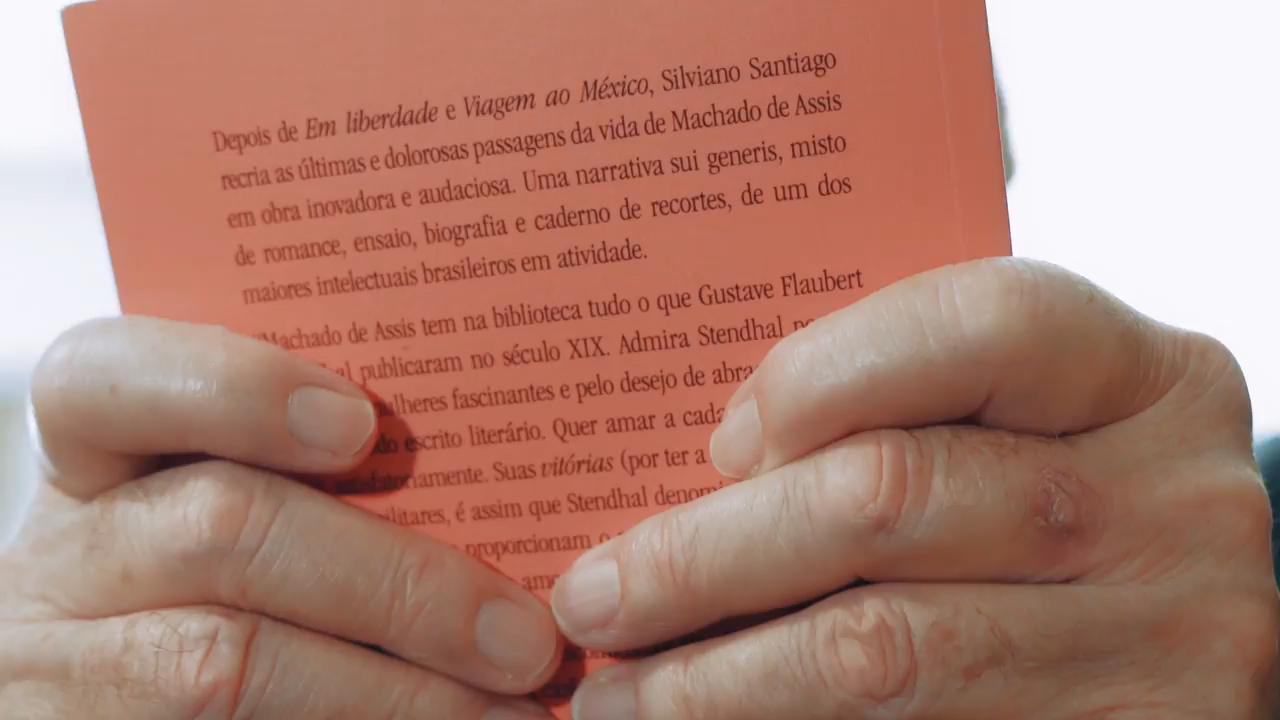 Depois de Em liberdade e Viagem ao México, Silviano Santiago
recria as últimas e dolorosas passagens da vida de Machado de Assis
em obra inovadora e audaciosa. Uma narrativa sui generis, misto
de romance, ensaio, biografia e caderno de recortes, de um dos
maiores intelectuais brasileiros em atividade.
"Machado de Assis tem na biblioteca tudo o que Gustave Flaubert
publicaram no século XIX. Admira Stendhal
fascinantes e pelo desejo de
escrito literário. Quer amar a cada
Suas vitórias (por ter a
é assim que Stendhal
proporcionam